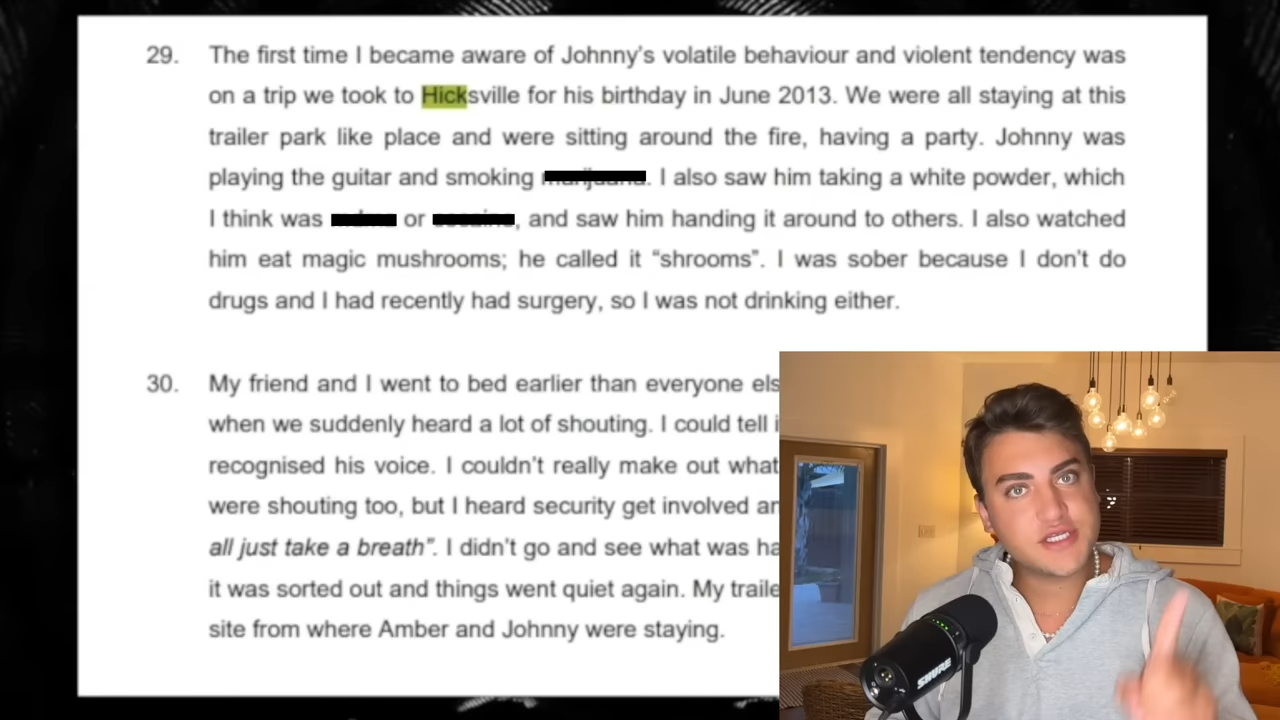 29. The first time I became aware of Johnny's volatile behaviour and violent tendency was
on a trip we took to Hicksville for his birthday in June 2013. We were all staying at this
trailer park like place and were sitting around the fire, having a party. Johnny was
playing the guitar and smoking . I also saw him taking a white powder, which
I think was or , and saw him handing it around to others. I also watched
him eat magic mushrooms; he called it “shrooms”. I was sober because I don't do
drugs and I had recently had surgery, so I was not drinking either.
30. My friend and I went to bed earlier than everyone
when we suddenly heard a lot of shouting. I could tell
recognised his voice. I couldn't really make out what
were shouting too, but I heard security get involved
all just take a breath”. I didn't go and see what was
it was sorted out and things went quiet again. My
site from where Amber and Johnny were staying.
SHURE